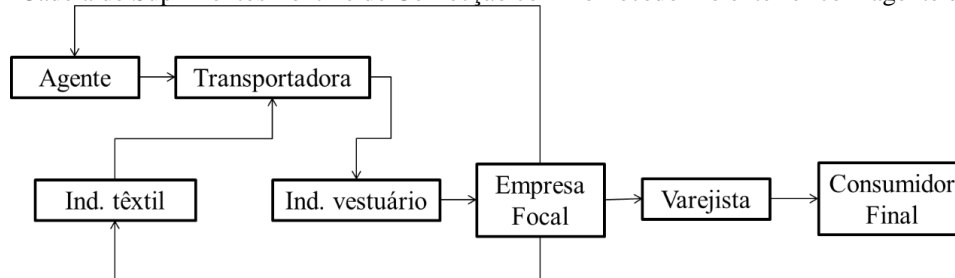 Agente
Transportadora
Ind. têxtil
Ind. vestuário
Empresa
Focal
Varejista
Consumidor
Final